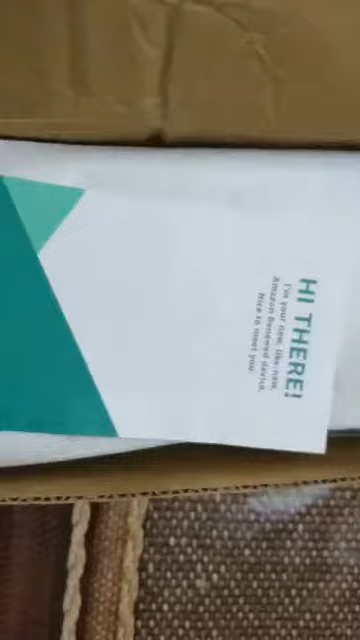 HI THERE!
I'm your new, like-new,
Amazon Renewed device.
Nice to meet you